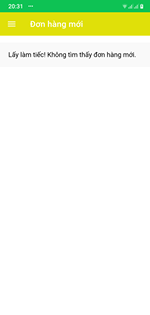 20:31
Đơn hàng mới
Lấy làm tiếc! Không tìm thấy đơn hàng mới.